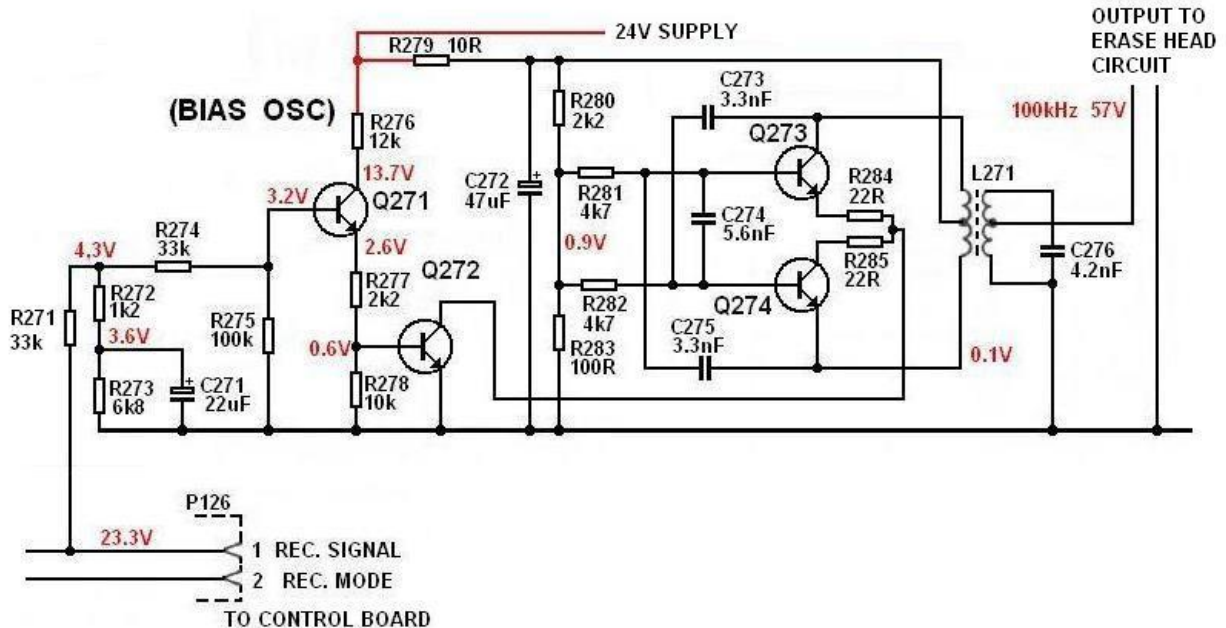 OUTPUT TO
ERASE HEAD
CIRCUIT
24V SUPPLY
R279 10R
(BIAS OSC)
R276
12k
13.7V
Q271
3.2V
2.6V
R274
33k
4.3V
R271
33k
R272
1k2
3.6V
R273
6k8
C271
22uF
+
R275
100k
R277
2k2
0.6V
R278
10k
Q272
C272
47uF
+
R280
2k2
R281
4k7
0.9V
R282
4k7
R283
100R
C273
3.3nF
C274
5.6nF
C275
3.3nF
Q273
R284
22R
R285
22R
Q274
0.1V
L271
100kHz 57V
C276
4.2nF
P126
23.3V
1 REC. SIGNAL
2 REC. MODE
TO CONTROL BOARD